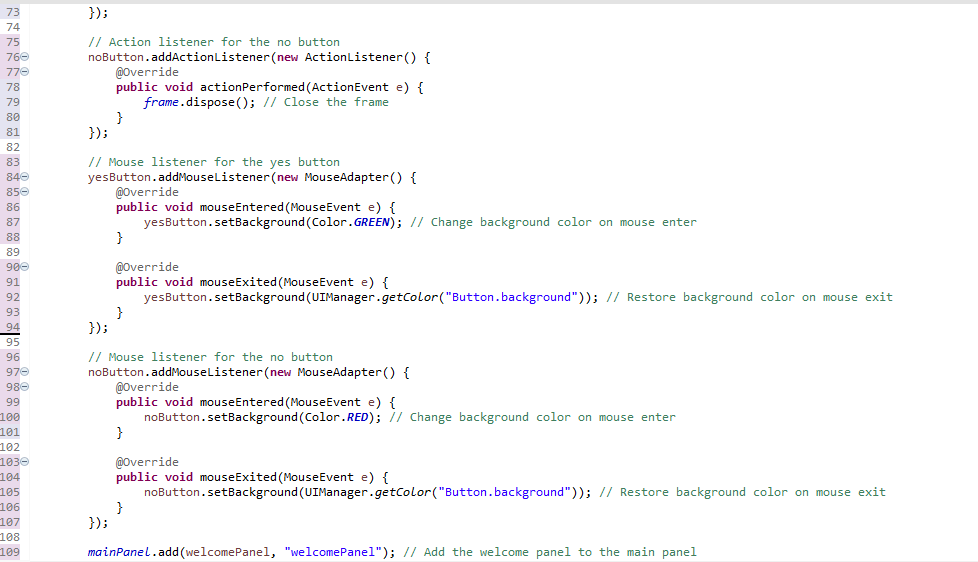 73 });
74
75 // Action listener for the no button
76 noButton.addActionListener(new ActionListener() {
77 @Override
78 public void actionPerformed(ActionEvent e) {
79 frame.dispose(); // Close the frame
80 }
81 });
82
83 // Mouse listener for the yes button
84 yesButton.addMouseListener(new MouseAdapter() {
85 @Override
86 public void mouseEntered(MouseEvent e) {
87 yesButton.setBackground(Color.GREEN); // Change background color on mouse enter
88 }
89
90 @Override
91 public void mouseExited(MouseEvent e) {
92 yesButton.setBackground(UIManager.getColor("Button.background")); // Restore background color on mouse exit
93 }
94 });
95
96 // Mouse listener for the no button
97 noButton.addMouseListener(new MouseAdapter() {
98 @Override
99 public void mouseEntered(MouseEvent e) {
100 noButton.setBackground(Color.RED); // Change background color on mouse enter
101 }
102
103 @Override
104 public void mouseExited(MouseEvent e) {
105 noButton.setBackground(UIManager.getColor("Button.background")); // Restore background color on mouse exit
106 }
107 });
108
109 mainPanel.add(welcomePanel, "welcomePanel"); // Add the welcome panel to the main panel